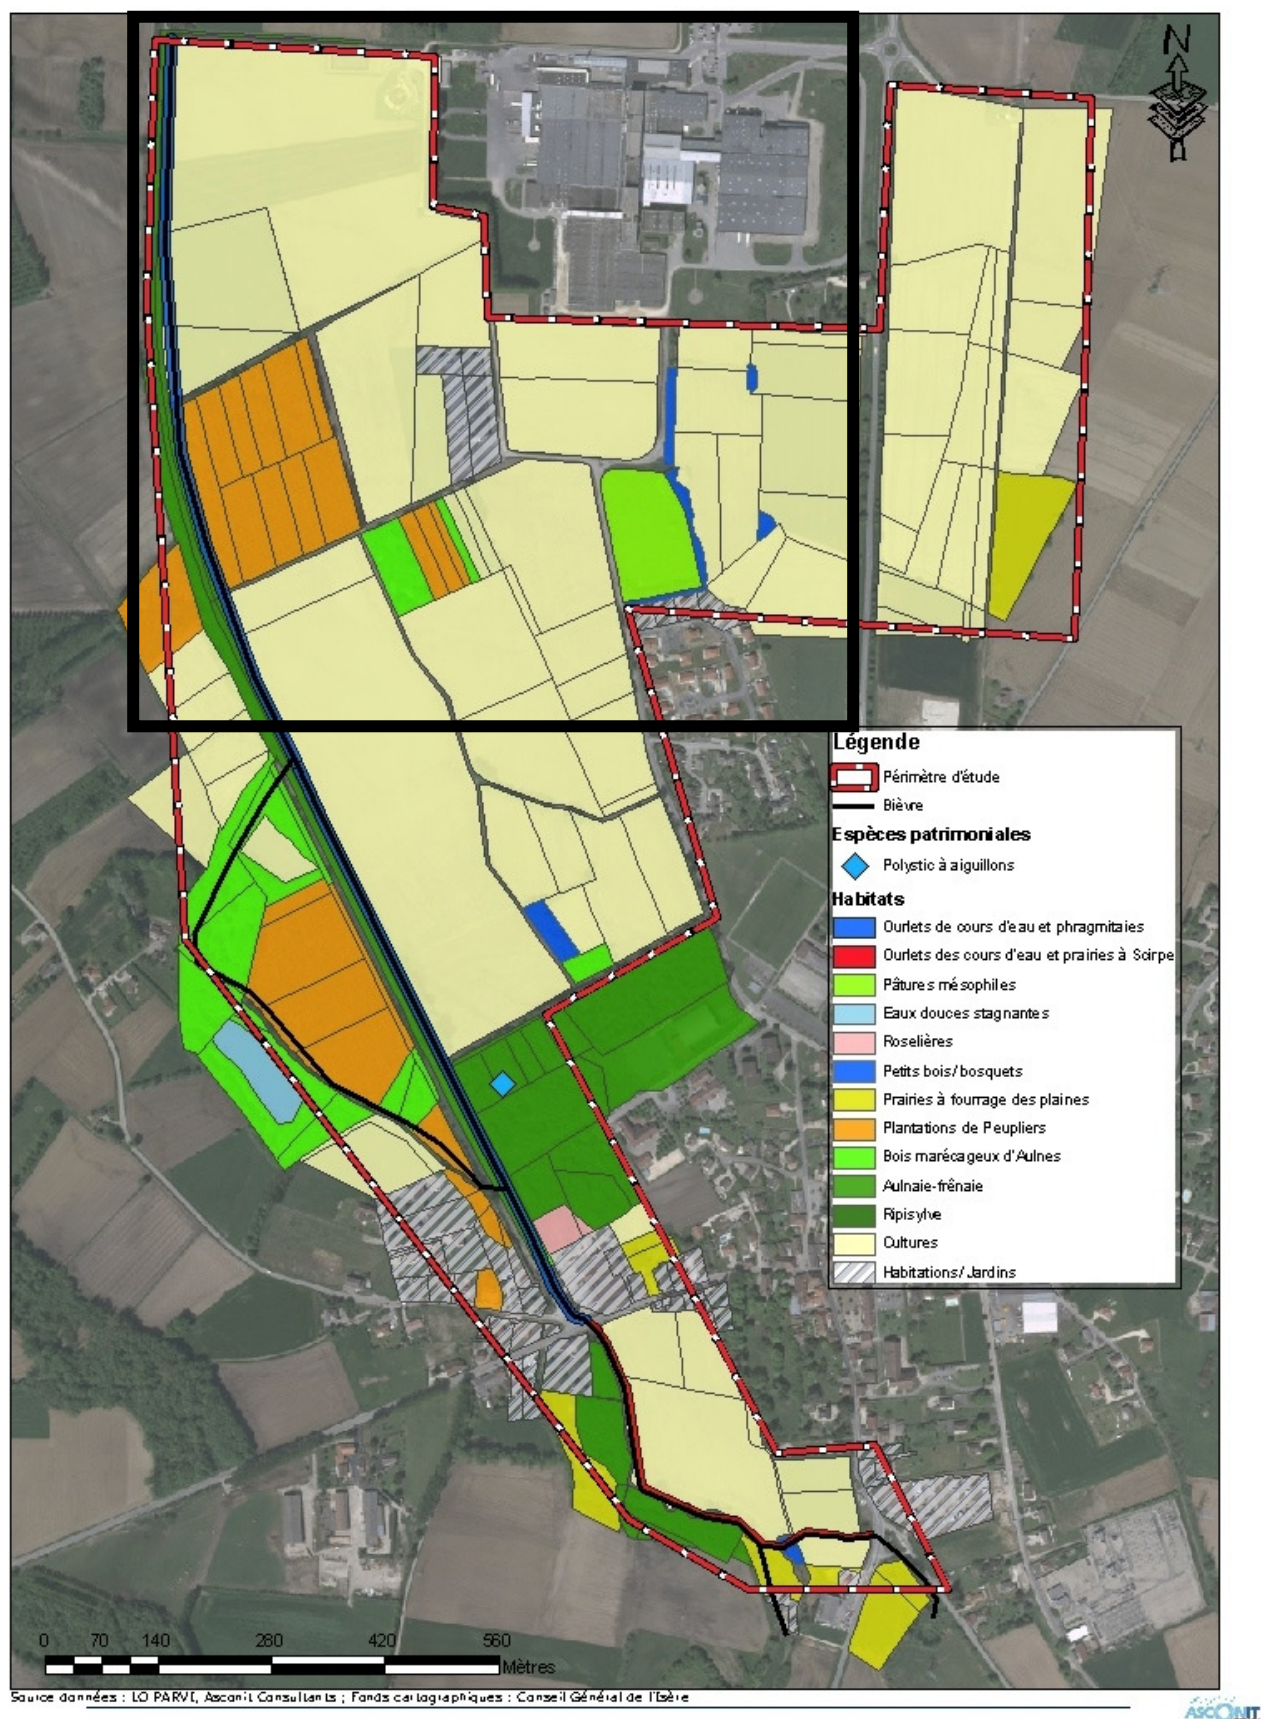 N
Légende
Périmètre d'étude
Bièvre
Espèces patrimoniales
Polystic à aiguillons
Habitats
Ourlets de cours d'eau et phragmitaies
Ourlets des cours d'eau et prairies à Scirpe
Pâtures mésophiles
Eaux douces stagnantes
Roselières
Petits bois/bosquets
Prairies à fourrage des plaines
Plantations de Peupliers
Bois marécageux d'Aulnes
Aulnaie-frênaie
Ripisylve
Cultures
Habitations/Jardins
0 70 140 280 420 560
Mètres
Source données : LO PARVI, Asconit Consultants ; Fonds cartographiques : Conseil Général de l'Isère
ASCONIT